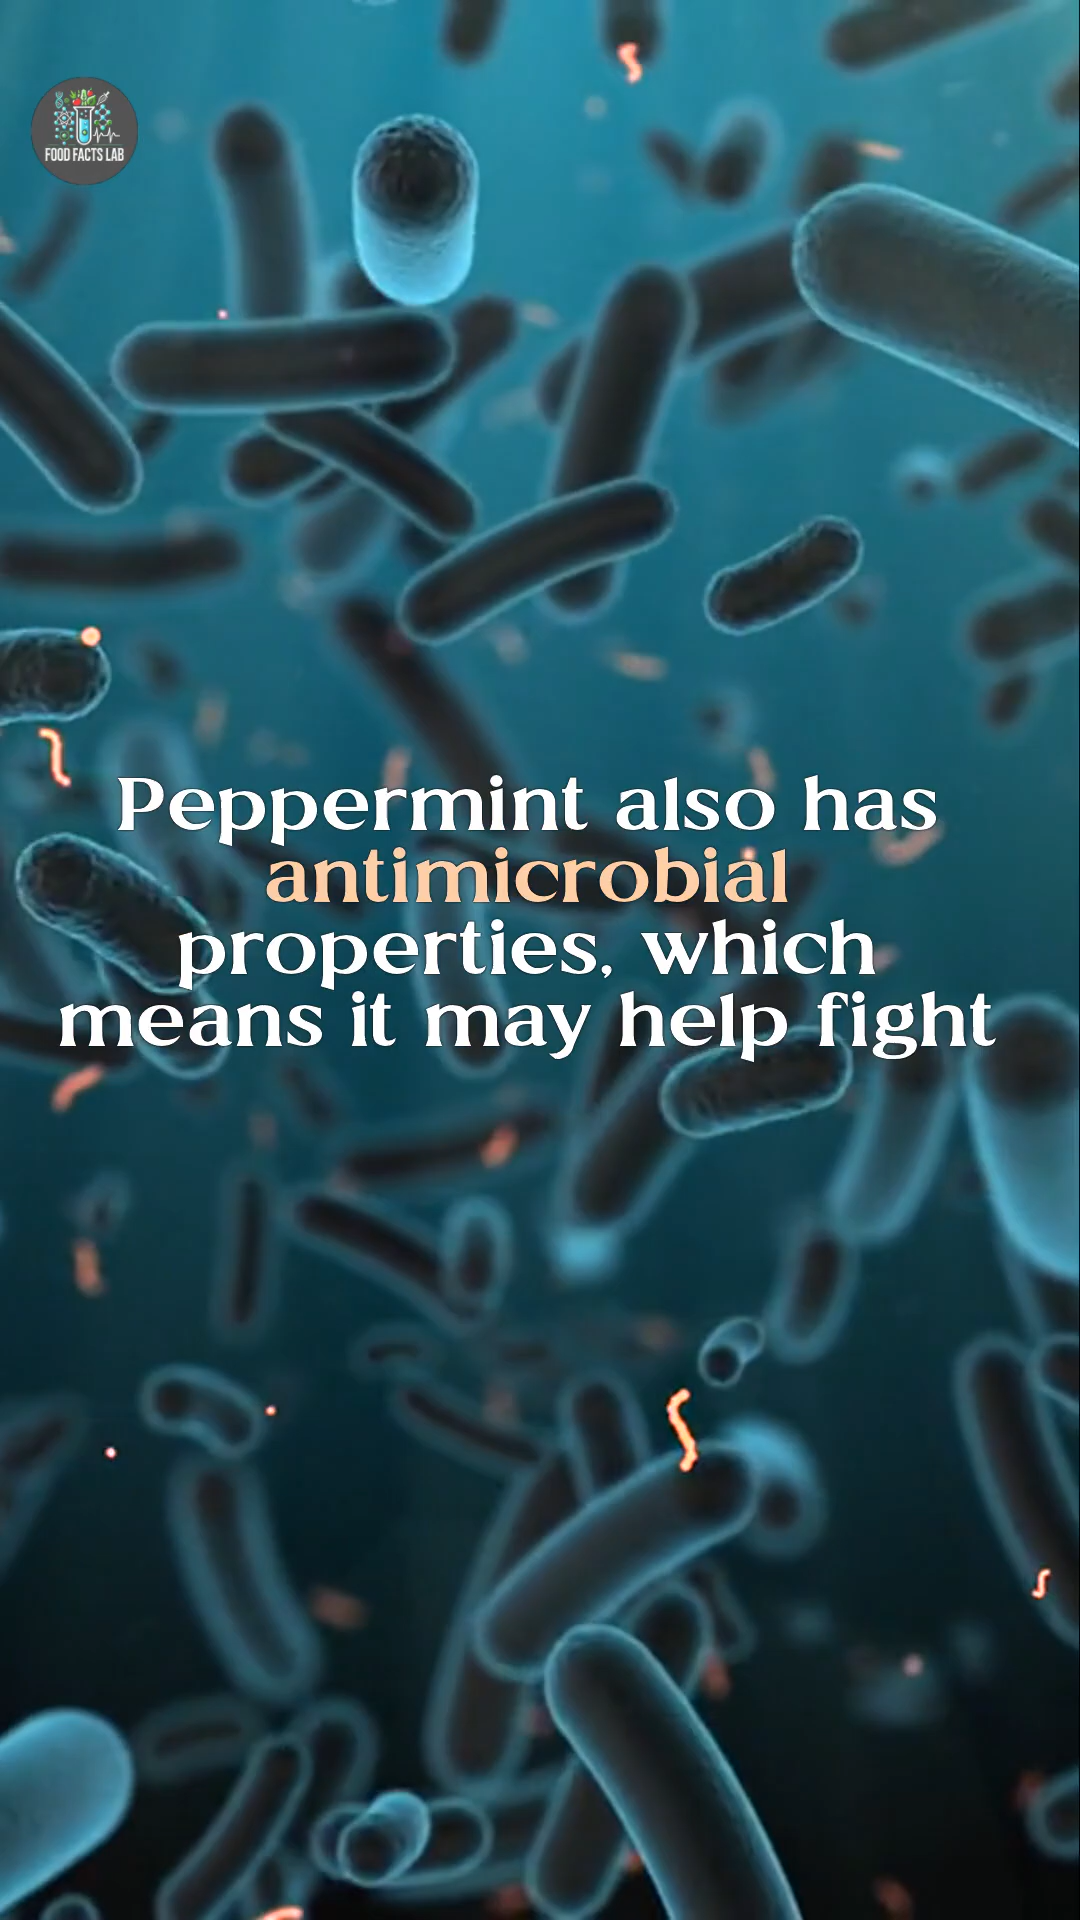 FOOD FACTS LAB
Peppermint also has
antimicrobial
properties, which
means it may help fight